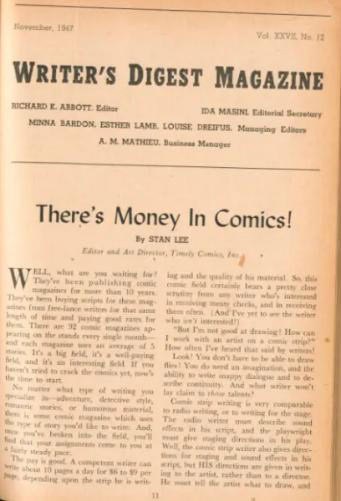 November, 1947
Vol. XXVII, No. 12
WRITER'S DIGEST MAGAZINE
RICHARD K. ABBOTT, Editor
IDA MASINI, Editorial Secretary
MINNA BARDON, ESTHER LAMB, LOUISE DREIFUS, Managing Editors
A. M. MATHIEU, Business Manager
There's Money In Comics!
By STAN LEE
Editor and Art Director, Timely Comics, Inc.
WELL, what are you waiting for?
They've been publishing comic
magazines for more than 10 years.
They've been buying scripts for these mag-
azines from free-lance writers for that same
length of time and paying good rates for
them. There are 92 comic magazines ap-
pearing on the stands every single month—
and each magazine uses an average of 5
stories. It's a big field, it's a well-paying
field, and it's an interesting field. If you
haven't tried to crack the comics yet, now's
the time to start.
No matter what type of writing you
specialize in—adventure, detective style,
romantic stories, or humorous material,
there is some comic magazine which uses
the type of story you'd like to write. And,
once you've broken into the field, you'll
find that your assignments come to you at
a fairly steady pace.
The pay is good. A competent writer can
write about 10 pages a day for $6 to $9 per
page, depending upon the strip he is writ-
ing and the quality of his material. So, this
comic field certainly bears a pretty close
scrutiny from any writer who's interested
in receiving meaty checks, and in receiving
them often. (And I've yet to see the writer
who isn't interested!)
"But I'm not good at drawing! How can
I work with an artist on a comic strip?"
How often I've heard that said by writers!
Look! You don't have to be able to draw
flies! You do need an imagination, and the
ability to write snappy dialogue and to de-
scribe continuity. And what writer won't
lay claim to those talents?
Comic strip writing is very comparable
to radio writing, or to writing for the stage.
The radio writer must describe sound
effects in his script, and the playwright
must give staging directions in his play.
Well, the comic strip writer also gives direc-
tions for staging and sound effects in his
script, but HIS directions are given in writ-
ing to the artist, rather than to a director.
He must tell the artist what to draw, and
11